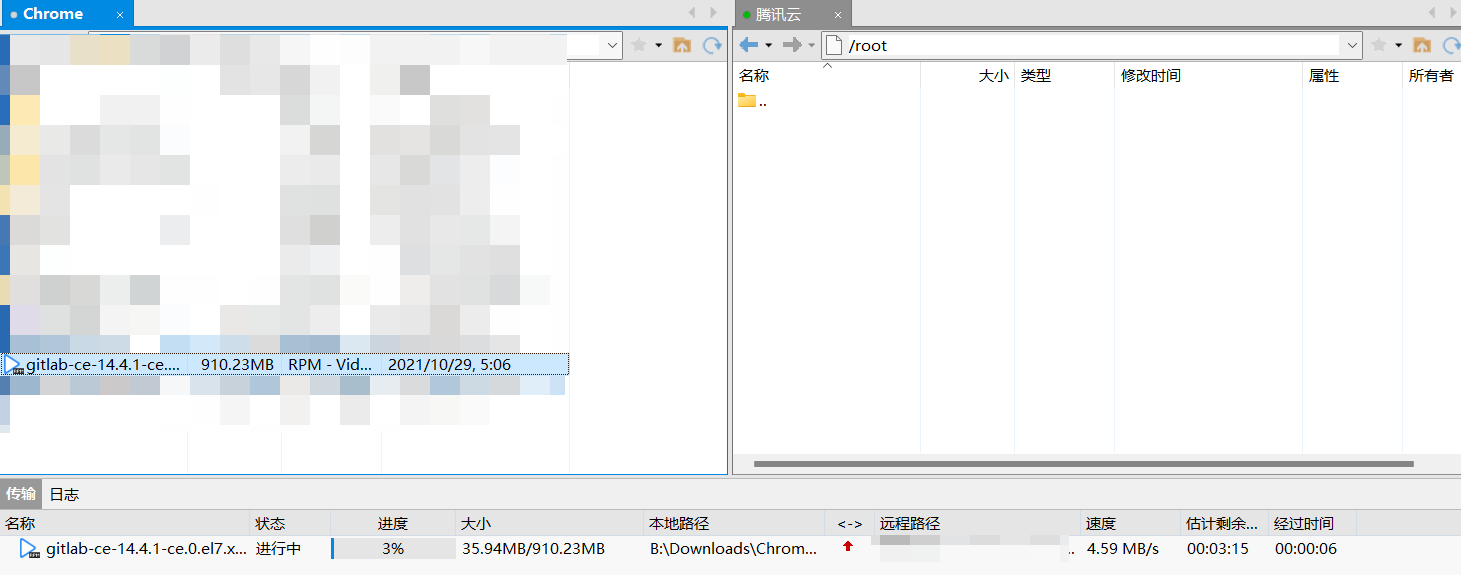 Chrome ×
腾讯云 ×
/root
名称 大小 类型 修改时间 属性 所有者
..
gitlab-ce-14.4.1-ce.... 910.23MB RPM - Vid... 2021/10/29, 5:06
传输 日志
名称 状态 进度 大小 本地路径 <-> 远程路径 速度 估计剩余... 经过时间
gitlab-ce-14.4.1-ce.0.el7.x... 进行中 3% 35.94MB/910.23MB B:\Downloads\Chrom... .. 4.59 MB/s 00:03:15 00:00:06